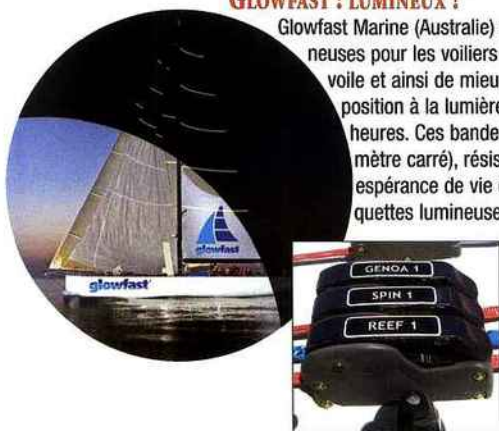 GLOWFAST : LUMINEUX !
Glowfast Marine (Australie)
neuses pour les voiliers
voile et ainsi de mieu
position à la lumière
heures. Ces bande
mètre carré), résis
espérance de vie
quettes lumineuse
glowfast
glowfast
GENOA 1
SPIN 1
REEF 1